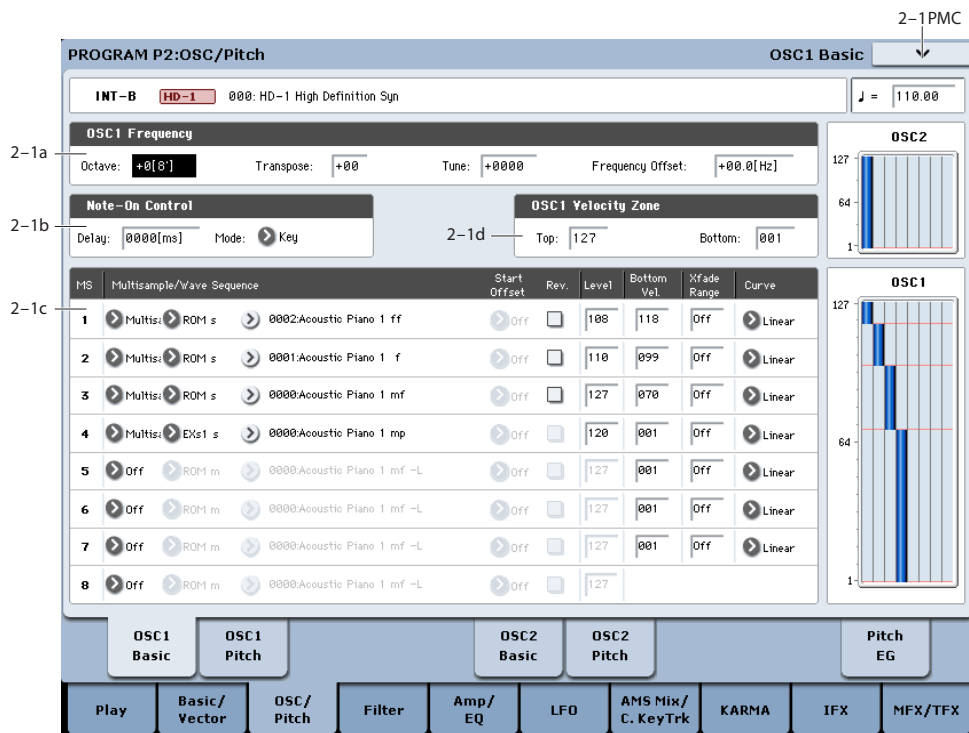 2–1PMC
PROGRAM P2:OSC/Pitch OSC1 Basic
INT-B HD-1 000: HD-1 High Definition Syn ♩ = 110.00
2–1a
OSC1 Frequency
Octave: +0[8'] Transpose: +00 Tune: +0000 Frequency Offset: +00.0[Hz]
OSC2
127
64
1
2–1b
Note-On Control
Delay: 0000[ms] Mode: Key
2–1d
OSC1 Velocity Zone
Top: 127 Bottom: 001
2–1c
MS Multisample/Wave Sequence Start Offset Rev. Level Bottom Vel. Xfade Range Curve
1 Multisa ROM s 0002:Acoustic Piano 1 ff Off 108 118 Off Linear
2 Multisa ROM s 0001:Acoustic Piano 1 f Off 110 099 Off Linear
3 Multisa ROM s 0000:Acoustic Piano 1 mf Off 127 070 Off Linear
4 Multisa EXs1 s 0000:Acoustic Piano 1 mp Off 120 001 Off Linear
5 Off ROM m 0000:Acoustic Piano 1 mf -L Off 127 001 Off Linear
6 Off ROM m 0000:Acoustic Piano 1 mf -L Off 127 001 Off Linear
7 Off ROM m 0000:Acoustic Piano 1 mf -L Off 127 001 Off Linear
8 Off ROM m 0000:Acoustic Piano 1 mf -L Off 127
OSC1
127
64
1
OSC1 Basic OSC1 Pitch OSC2 Basic OSC2 Pitch Pitch EG
Play Basic/ Vector OSC/ Pitch Filter Amp/ EQ LFO AMS Mix/ C. KeyTrk KARMA IFX MFX/TFX